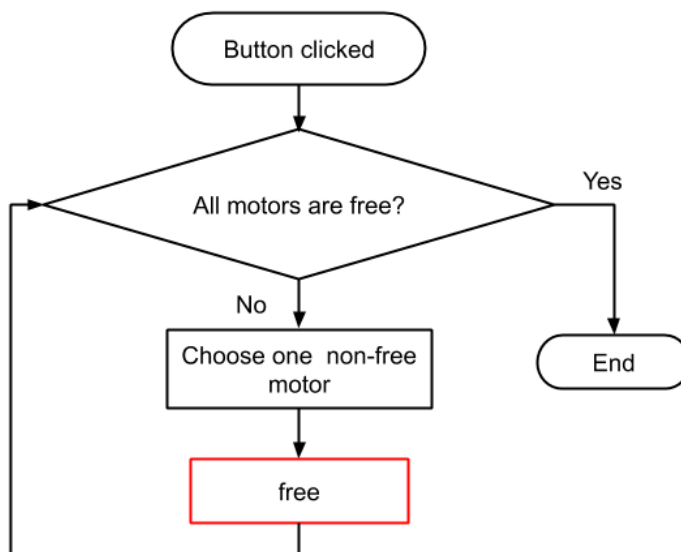 Button clicked
All motors are free?
Yes
No
Choose one  non-free
motor
End
free